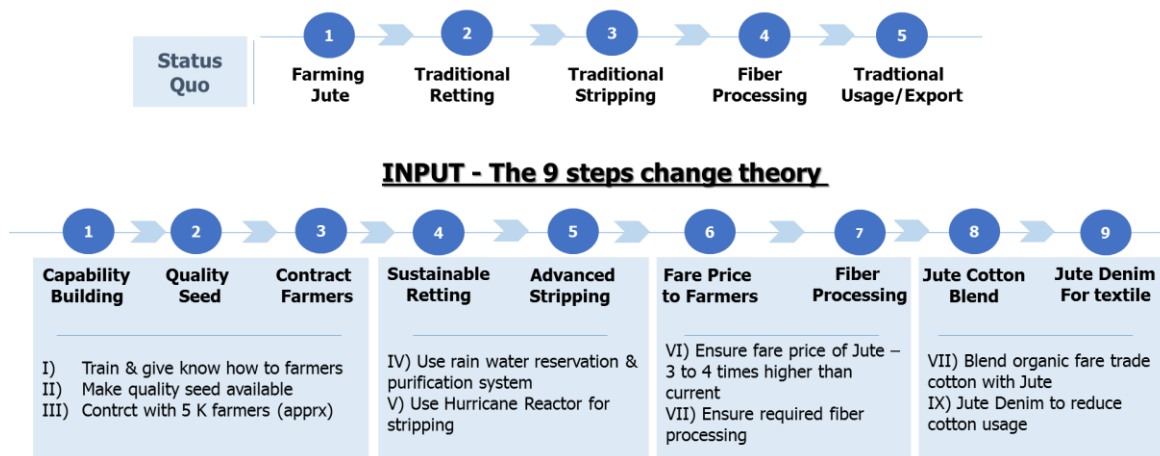 Status
Quo
1
2
3
4
5
Farming
Jute
Traditional
Retting
Traditional
Stripping
Fiber
Processing
Tradtional
Usage/Export
INPUT - The 9 steps change theory
1
2
3
4
5
6
7
8
9
Capability
Building
Quality
Seed
Contract
Farmers
Sustainable
Retting
Advanced
Stripping
Fare Price
to Farmers
Fiber
Processing
Jute Cotton
Blend
Jute Denim
For textile
I) Train & give know how to farmers
II) Make quality seed available
III) Contrct with 5 K farmers (apprx)
IV) Use rain water reservation &
purification system
V) Use Hurricane Reactor for
stripping
VI) Ensure fare price of Jute –
3 to 4 times higher than
current
VII) Ensure required fiber
processing
VII) Blend organic fare trade
cotton with Jute
IX) Jute Denim to reduce
cotton usage